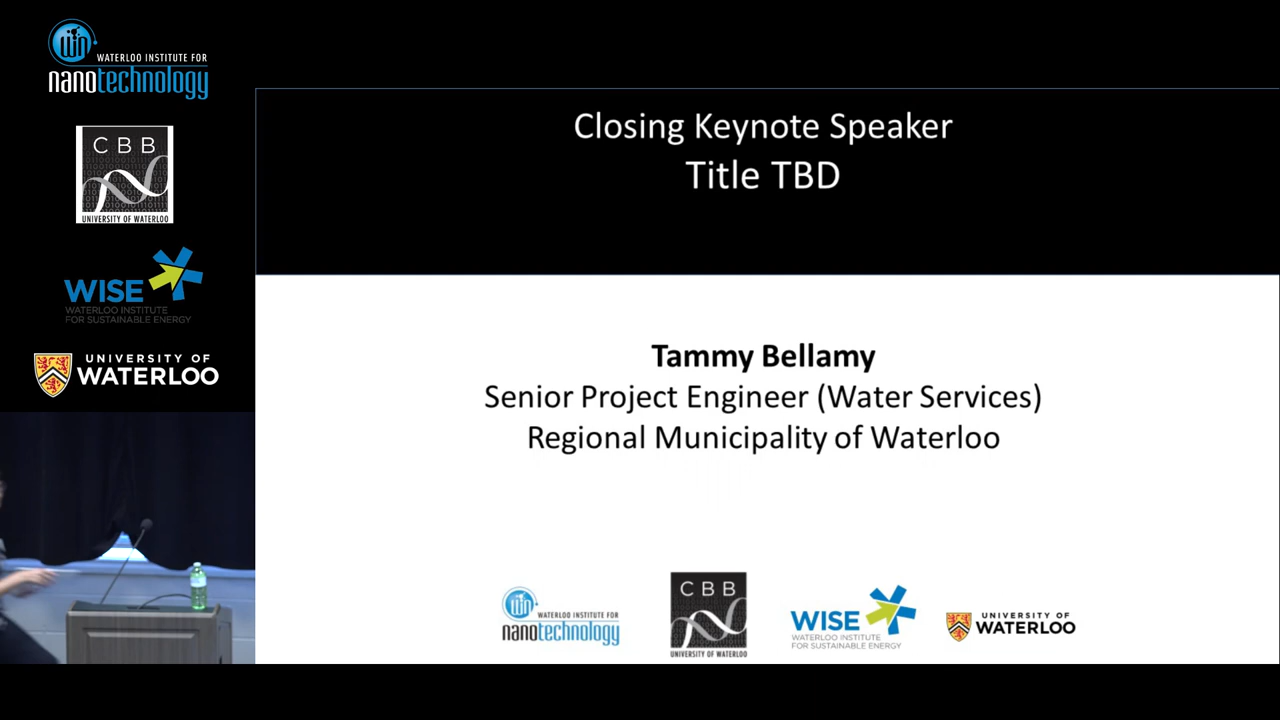 WIN
WATERLOO INSTITUTE FOR
nanotechnology
CBB
UNIVERSITY OF WATERLOO
WISE
WATERLOO INSTITUTE
FOR SUSTAINABLE ENERGY
UNIVERSITY OF
WATERLOO
Closing Keynote Speaker
Title TBD
Tammy Bellamy
Senior Project Engineer (Water Services)
Regional Municipality of Waterloo
WIN
WATERLOO INSTITUTE FOR
nanotechnology
CBB
UNIVERSITY OF WATERLOO
WISE
WATERLOO INSTITUTE
FOR SUSTAINABLE ENERGY
UNIVERSITY OF
WATERLOO